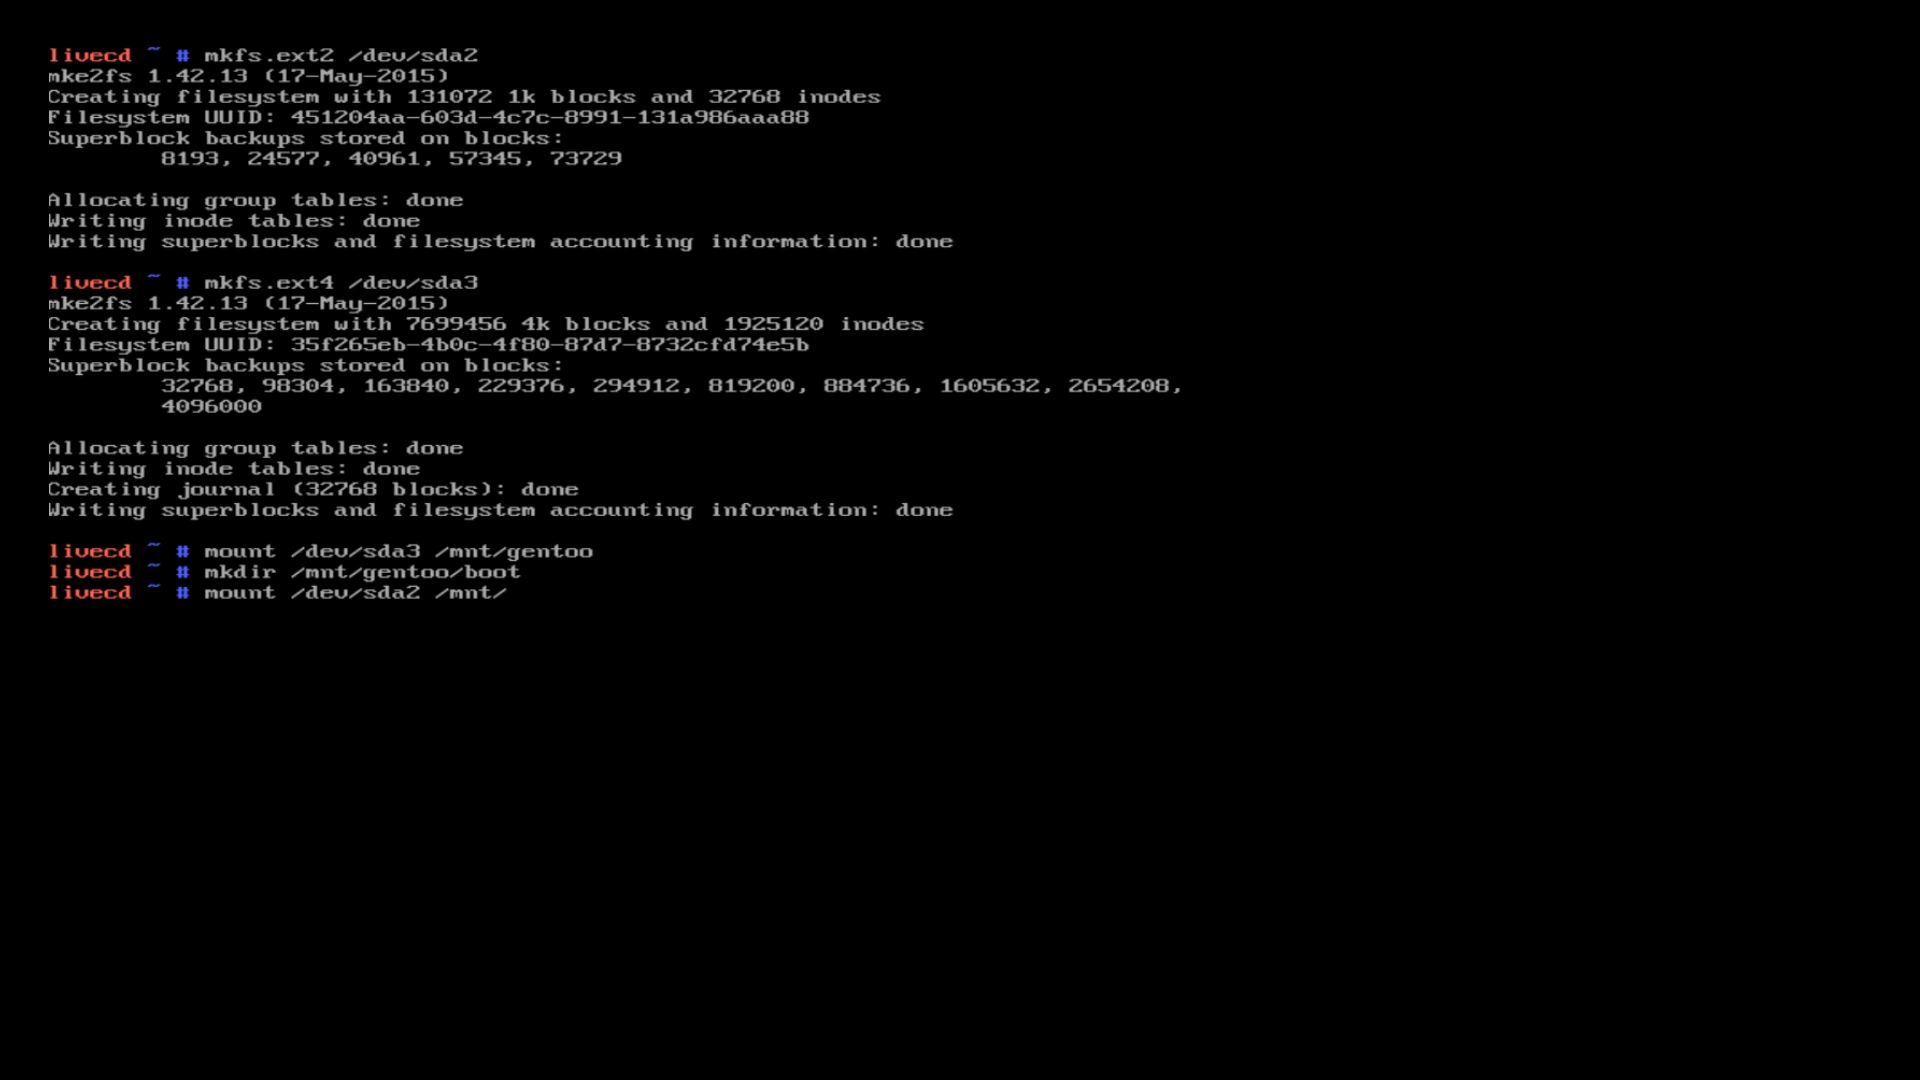 livecd ~ # mkfs.ext2 /dev/sda2
mke2fs 1.42.13 (17-May-2015)
Creating filesystem with 131072 1k blocks and 32768 inodes
Filesystem UUID: 451204aa-603d-4c7c-8991-131a986aaa88
Superblock backups stored on blocks:
8193, 24577, 40961, 57345, 73729
Allocating group tables: done
Writing inode tables: done
Writing superblocks and filesystem accounting information: done
livecd ~ # mkfs.ext4 /dev/sda3
mke2fs 1.42.13 (17-May-2015)
Creating filesystem with 7699456 4k blocks and 1925120 inodes
Filesystem UUID: 35f265eb-4b0c-4f80-87d7-8732cfd74e5b
Superblock backups stored on blocks:
32768, 98304, 163840, 229376, 294912, 819200, 884736, 1605632, 2654208,
4096000
Allocating group tables: done
Writing inode tables: done
Creating journal (32768 blocks): done
Writing superblocks and filesystem accounting information: done
livecd ~ # mount /dev/sda3 /mnt/gentoo
livecd ~ # mkdir /mnt/gentoo/boot
livecd ~ # mount /dev/sda2 /mnt/